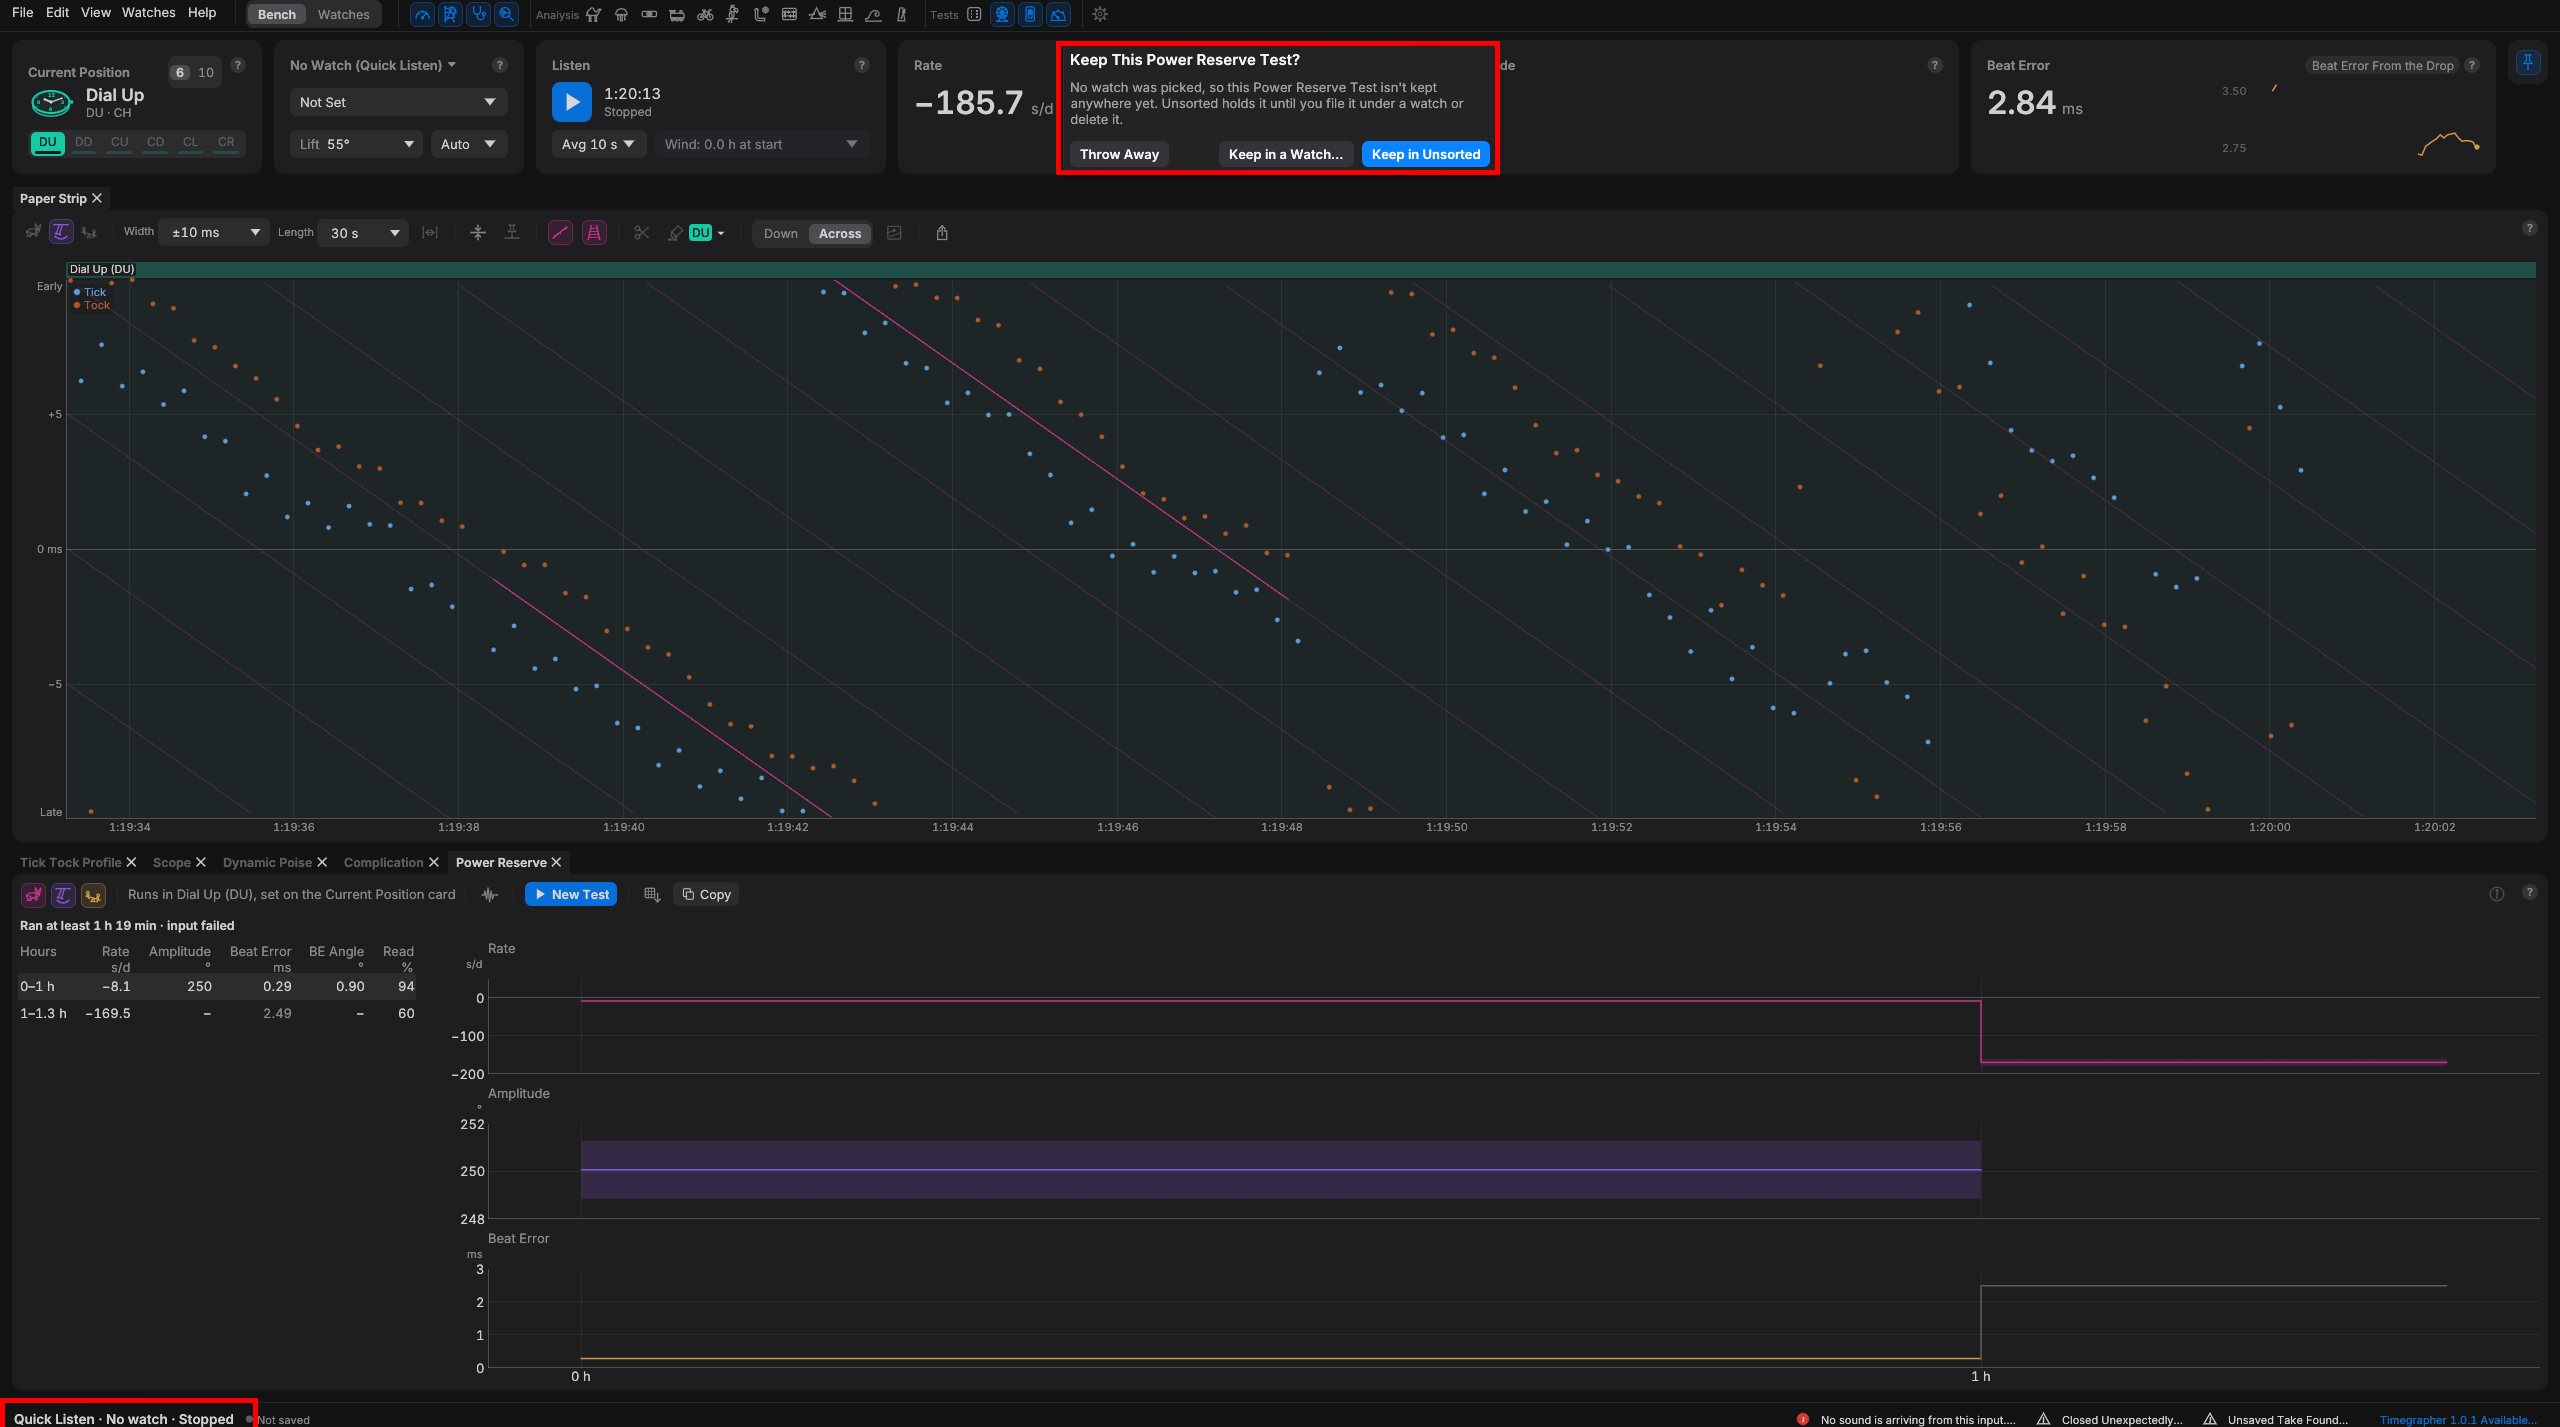 File Edit View Watches Help
Bench Watches
Analysis
Tests
Current Position
6 10
?
Dial Up
DU · CH
DU DD CU CD CL CR
No Watch (Quick Listen)
?
Not Set
Lift 55°
Auto
Listen
?
1:20:13
Stopped
Avg 10 s
Wind: 0.0 h at start
Rate
−185.7 s/d
Keep This Power Reserve Test?
No watch was picked, so this Power Reserve Test isn't kept
anywhere yet. Unsorted holds it until you file it under a watch or
delete it.
Throw Away
Keep in a Watch...
Keep in Unsorted
de
?
Beat Error
Beat Error From the Drop
?
2.84 ms
3.50
2.75
Paper Strip
Width ±10 ms
Length 30 s
DU
Down Across
?
Dial Up (DU)
Early
Tick
Tock
+5
0 ms
−5
Late
1:19:34 1:19:36 1:19:38 1:19:40 1:19:42 1:19:44 1:19:46 1:19:48 1:19:50 1:19:52 1:19:54 1:19:56 1:19:58 1:20:00 1:20:02
Tick Tock Profile Scope Dynamic Poise Complication Power Reserve
Runs in Dial Up (DU), set on the Current Position card
New Test
Copy
?
Ran at least 1 h 19 min · input failed
Hours Rate Amplitude Beat Error BE Angle Read
s/d ° ms ° %
0–1 h −8.1 250 0.29 0.90 94
1–1.3 h −169.5 – 2.49 – 60
Rate
s/d
0
−100
−200
Amplitude
°
252
250
248
Beat Error
ms
3
2
1
0
0 h 1 h
Quick Listen · No watch · Stopped
Not saved
No sound is arriving from this input....
Closed Unexpectedly...
Unsaved Take Found...
Timegrapher 1.0.1 Available...